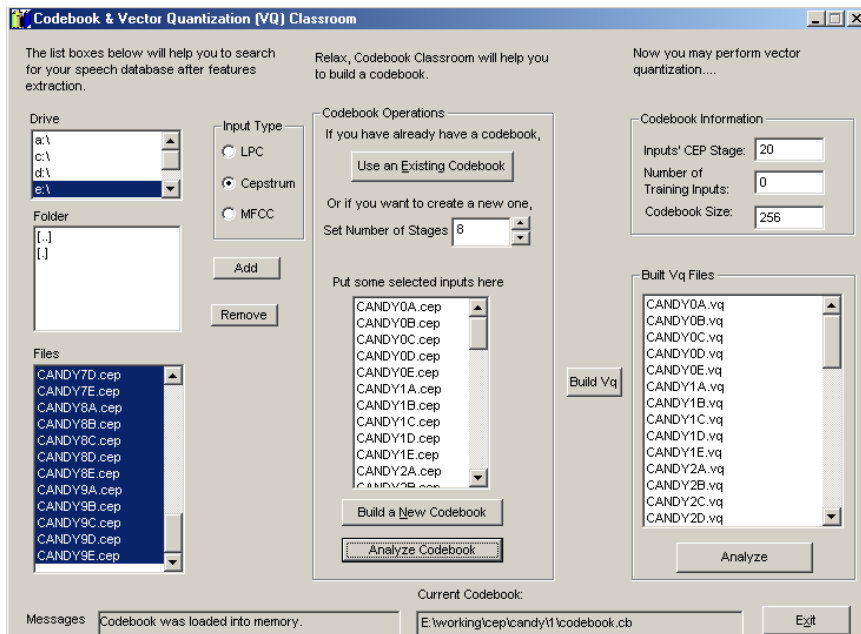 Codebook & Vector Quantization (VQ) Classroom
The list boxes below will help you to search
for your speech database after features
extraction.
Drive
a:\
c:\
d:\
e:\
Folder
[..]
[.]
Files
CANDY7D.cep
CANDY7E.cep
CANDY8A.cep
CANDY8B.cep
CANDY8C.cep
CANDY8D.cep
CANDY8E.cep
CANDY9A.cep
CANDY9B.cep
CANDY9C.cep
CANDY9D.cep
CANDY9E.cep
Input Type
LPC
Cepstrum
MFCC
Add
Remove
Relax, Codebook Classroom will help you
to build a codebook.
Codebook Operations
If you have already have a codebook,
Use an Existing Codebook
Or if you want to create a new one,
Set Number of Stages 8
Put some selected inputs here
CANDY0A.cep
CANDY0B.cep
CANDY0C.cep
CANDY0D.cep
CANDY0E.cep
CANDY1A.cep
CANDY1B.cep
CANDY1C.cep
CANDY1D.cep
CANDY1E.cep
CANDY2A.cep
CANDY2B.cep
Build a New Codebook
Analyze Codebook
Build Vq
Now you may perform vector
quantization....
Codebook Information
Inputs' CEP Stage: 20
Number of
Training Inputs: 0
Codebook Size: 256
Built Vq Files
CANDY0A.vq
CANDY0B.vq
CANDY0C.vq
CANDY0D.vq
CANDY0E.vq
CANDY1A.vq
CANDY1B.vq
CANDY1C.vq
CANDY1D.vq
CANDY1E.vq
CANDY2A.vq
CANDY2B.vq
CANDY2C.vq
CANDY2D.vq
Analyze
Messages Codebook was loaded into memory.
Current Codebook:
E:\working\cep\candy\1\codebook.cb
Exit